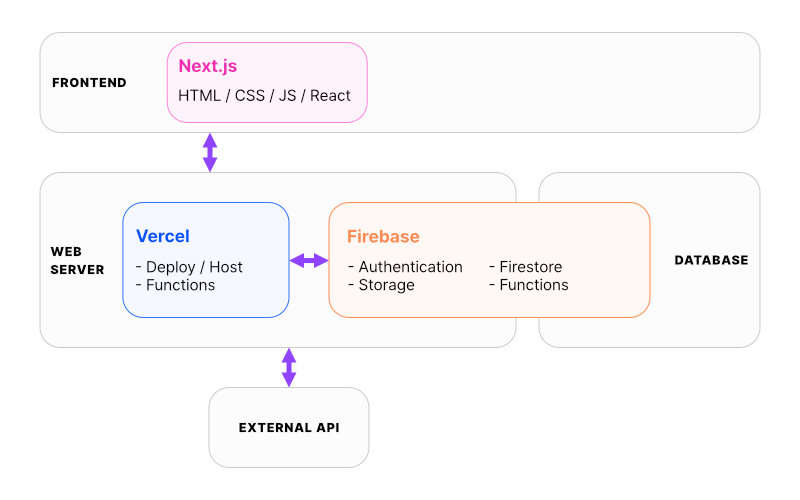 FRONTEND
Next.js
HTML / CSS / JS / React
WEB
SERVER
Vercel
- Deploy / Host
- Functions
Firebase
- Authentication
- Storage
- Firestore
- Functions
DATABASE
EXTERNAL API